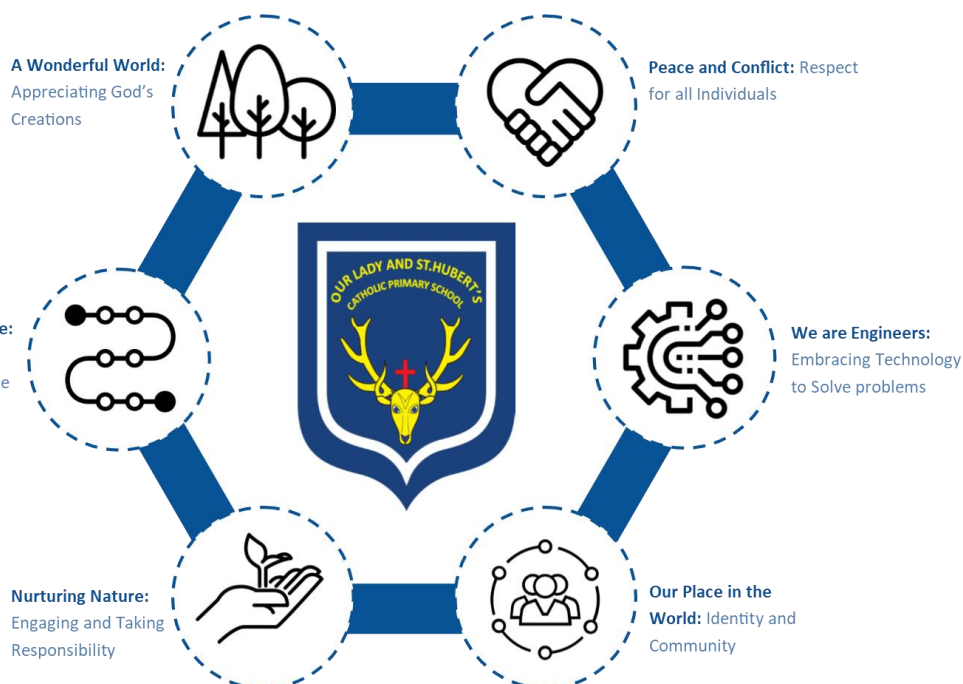 A Wonderful World:
Appreciating God's
Creations
Peace and Conflict: Respect
for all Individuals
OUR LADY AND ST.HUBERT'S
CATHOLIC PRIMARY SCHOOL
We are Engineers:
Embracing Technology
to Solve problems
Nurturing Nature:
Engaging and Taking
Responsibility
Our Place in the
World: Identity and
Community